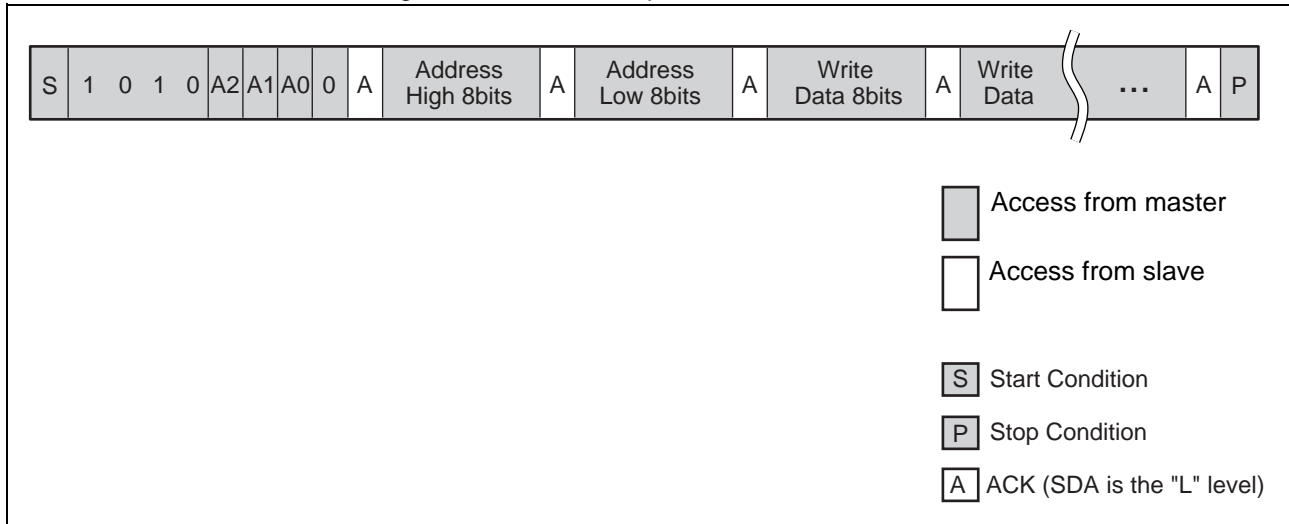 S 1 0 1 0 A2 A1 A0 0 A Address High 8bits A Address Low 8bits A Write Data 8bits A Write Data ... A P
Access from master
Access from slave
S Start Condition
P Stop Condition
A ACK (SDA is the "L" level)